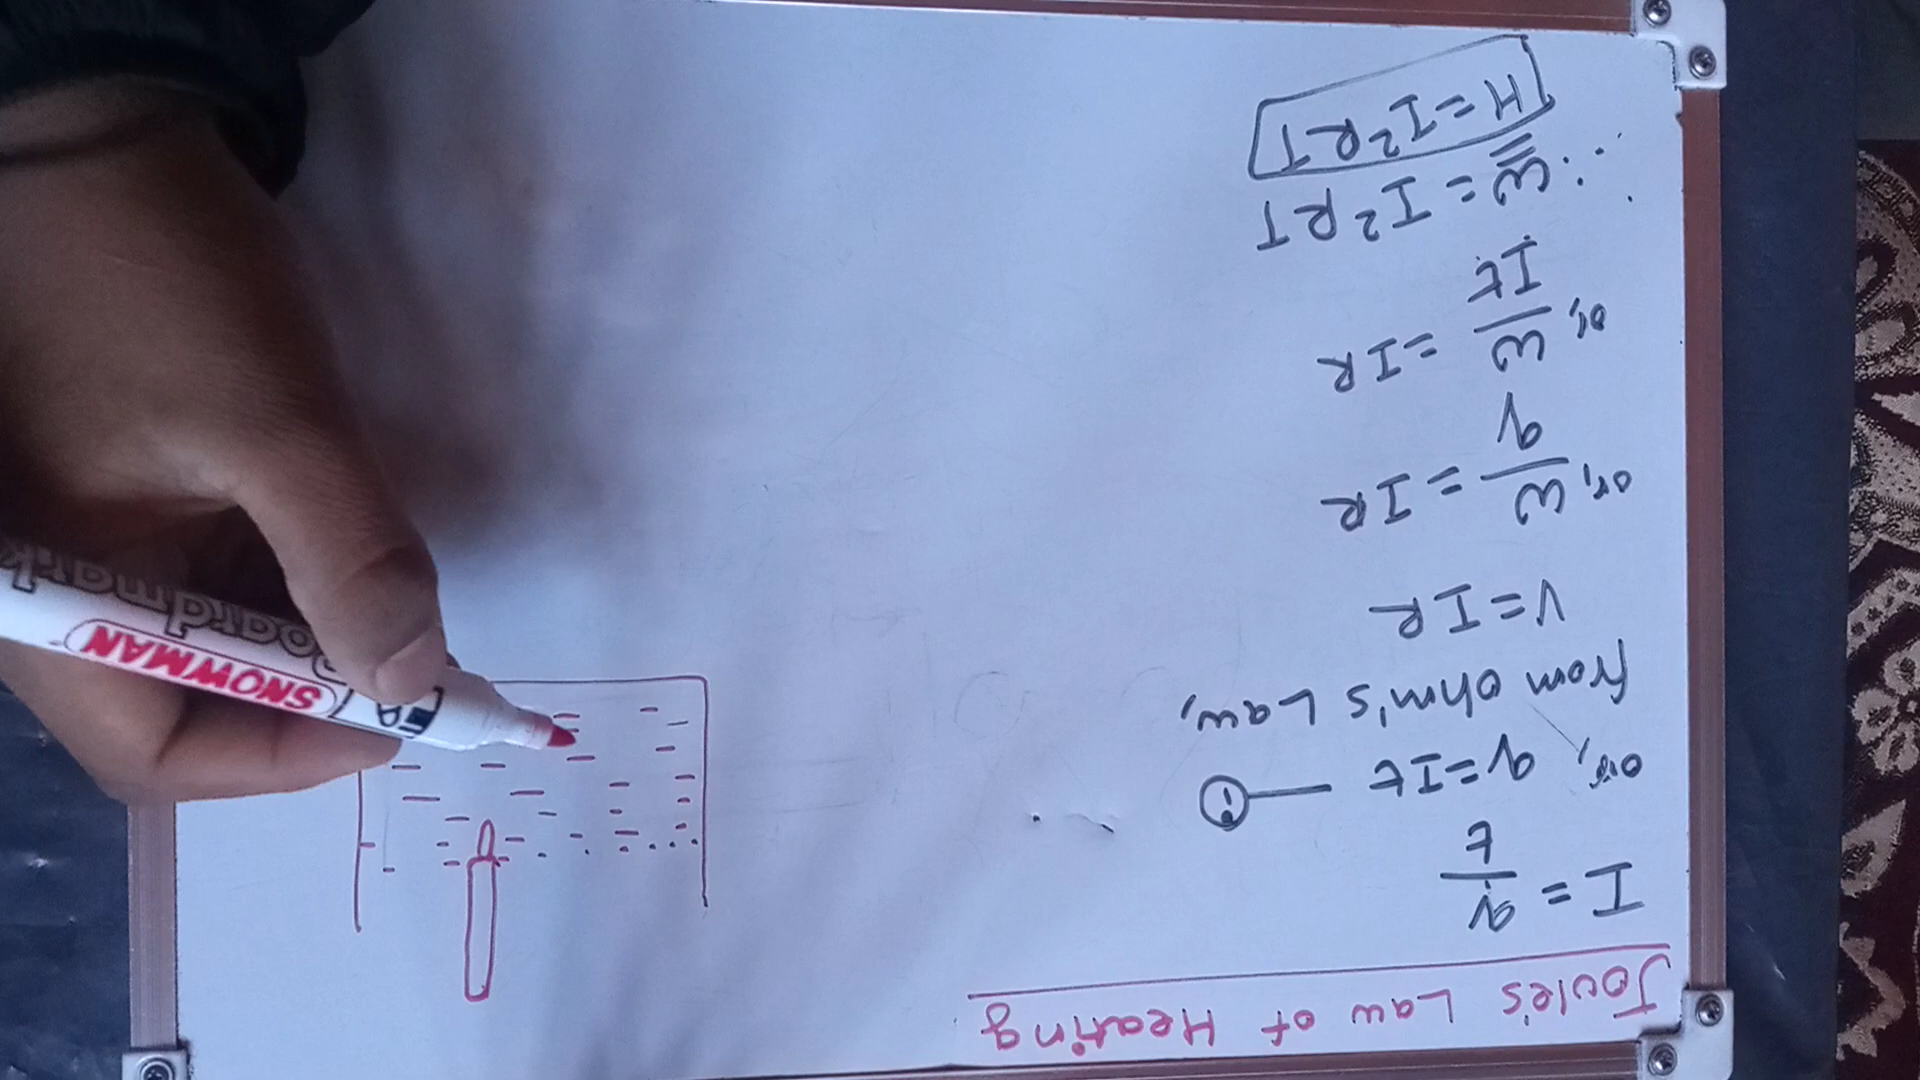 Joule's Law of Heating
I = q/t
or, q = It — (i)
from ohm's Law,
V = IR
or, W/q = IR
or, W/It = IR
∴ W = I²RT
H = I²RT
SNOWMAN